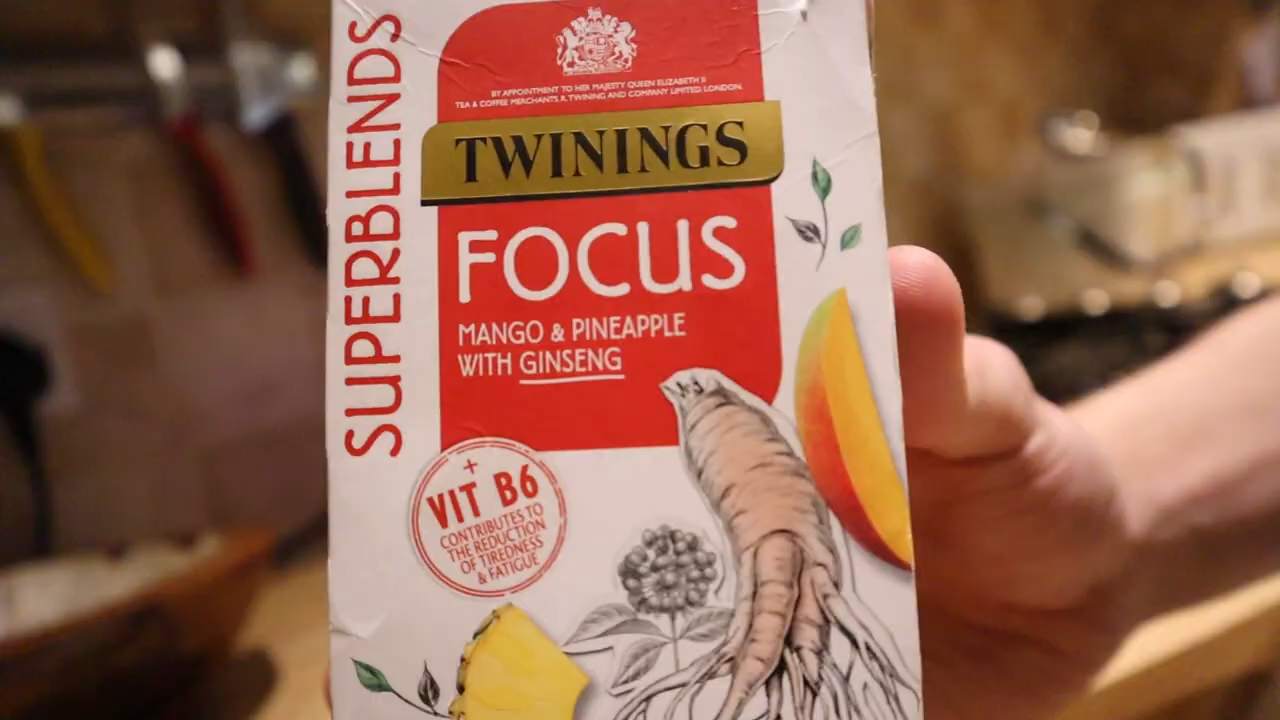 SUPERBLENDS
BY APPOINTMENT TO HER MAJESTY QUEEN ELIZABETH II
TEA & COFFEE MERCHANTS R. TWINING AND COMPANY LIMITED, LONDON.
TWININGS
FOCUS
MANGO & PINEAPPLE
WITH GINSENG
+
VIT B6
CONTRIBUTES TO
THE REDUCTION
OF TIREDNESS
& FATIGUE